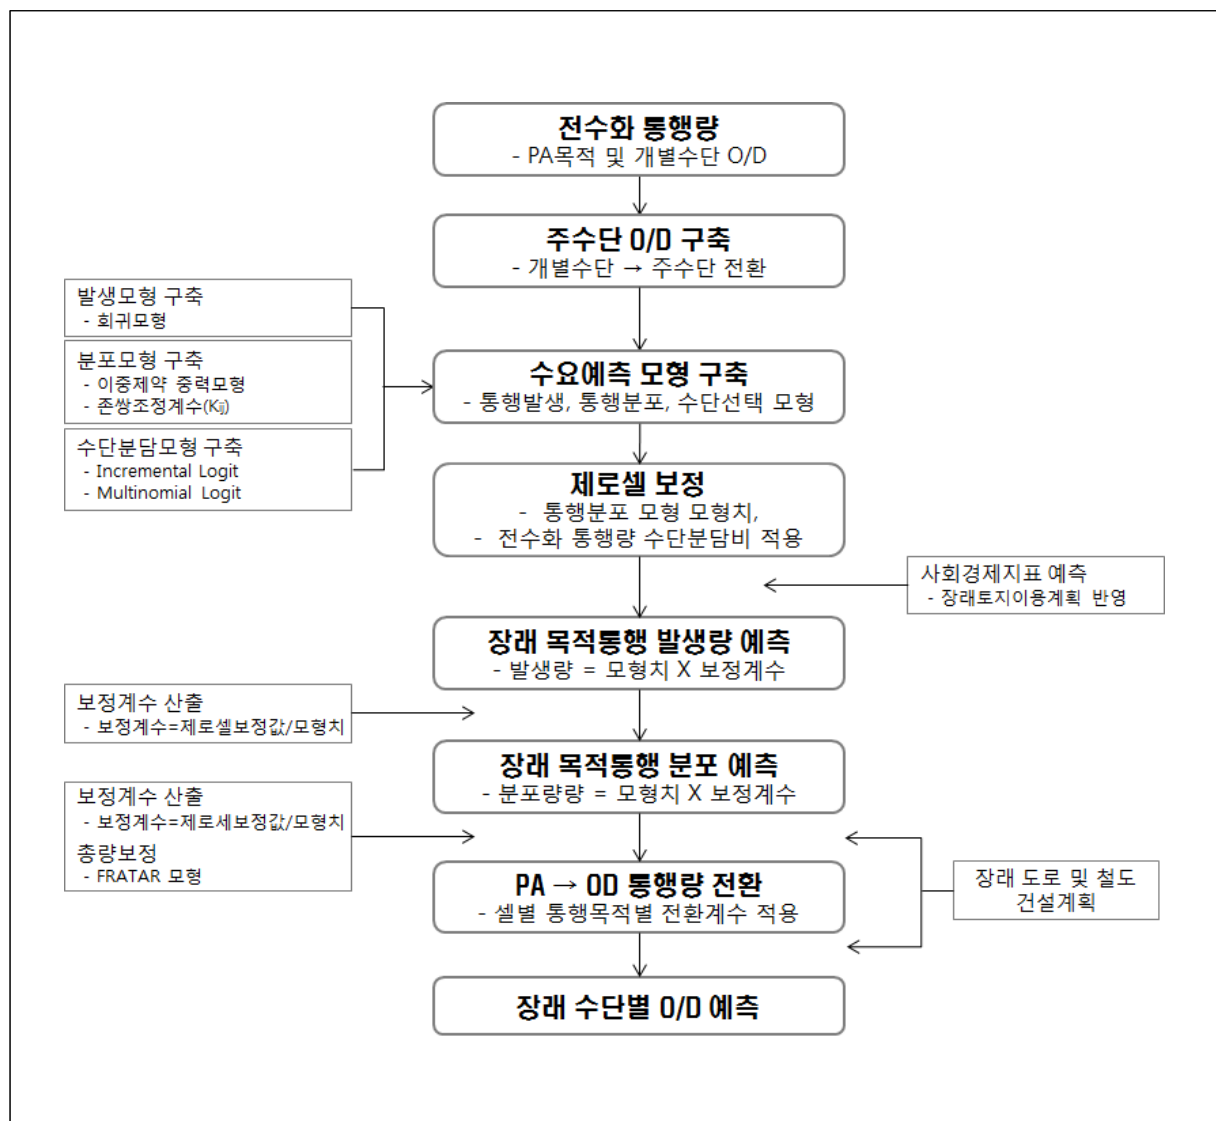 전수화 통행량
- PA목적 및 개별수단 O/D
주수단 O/D 구축
- 개별수단 → 주수단 전환
발생모형 구축
- 회귀모형
분포모형 구축
- 이중제약 중력모형
- 존쌍조정계수(Kij)
수단분담모형 구축
- Incremental Logit
- Multinomial Logit
수요예측 모형 구축
- 통행발생, 통행분포, 수단선택 모형
제로셀 보정
- 통행분포 모형 모형치,
- 전수화 통행량 수단분담비 적용
사회경제지표 예측
- 장래토지이용계획 반영
장래 목적통행 발생량 예측
- 발생량 = 모형치 X 보정계수
보정계수 산출
- 보정계수=제로셀보정값/모형치
장래 목적통행 분포 예측
- 분포량량 = 모형치 X 보정계수
보정계수 산출
- 보정계수=제로세보정값/모형치
총량보정
- FRATAR 모형
PA → OD 통행량 전환
- 셀별 통행목적별 전환계수 적용
장래 도로 및 철도
건설계획
장래 수단별 O/D 예측